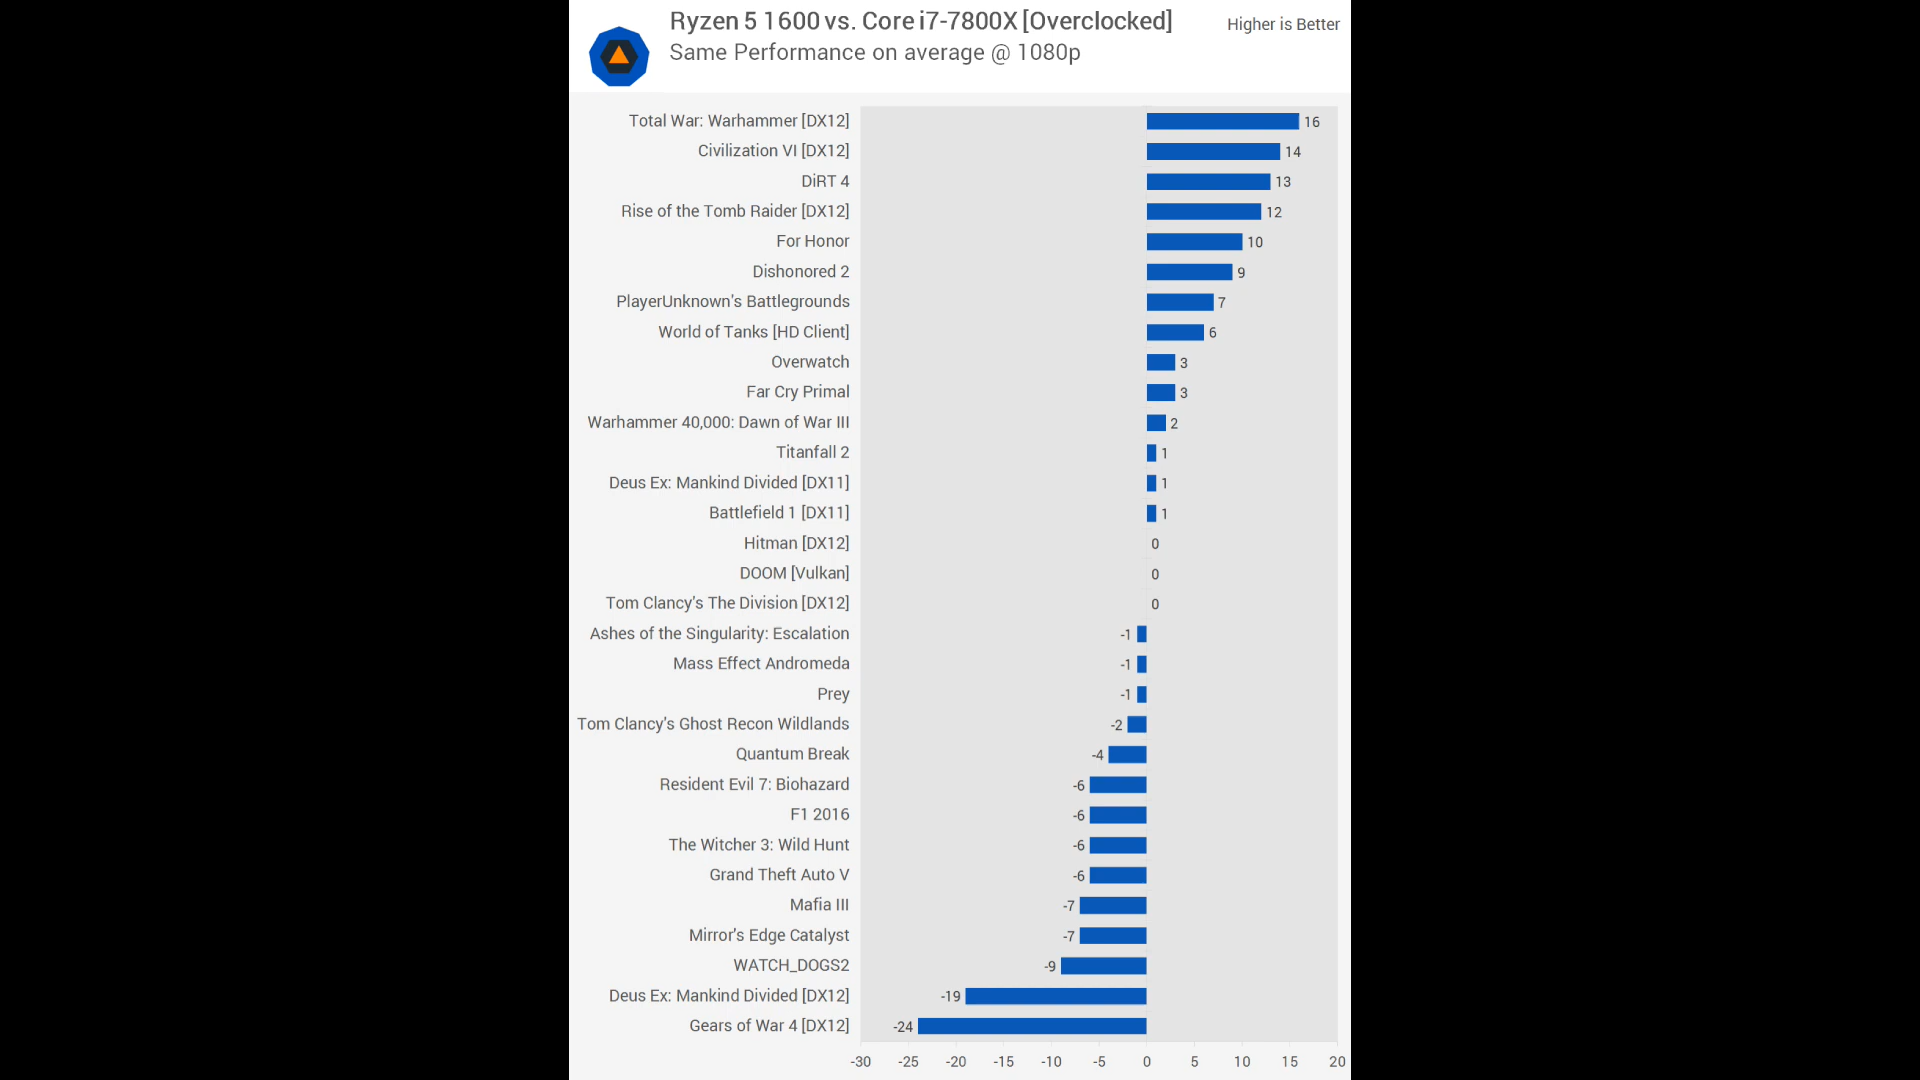 Ryzen 5 1600 vs. Core i7-7800X [Overclocked]
Higher is Better
Same Performance on average @ 1080p
Total War: Warhammer [DX12] 16
Civilization VI [DX12] 14
DiRT 4 13
Rise of the Tomb Raider [DX12] 12
For Honor 10
Dishonored 2 9
PlayerUnknown's Battlegrounds 7
World of Tanks [HD Client] 6
Overwatch 3
Far Cry Primal 3
Warhammer 40,000: Dawn of War III 2
Titanfall 2 1
Deus Ex: Mankind Divided [DX11] 1
Battlefield 1 [DX11] 1
Hitman [DX12] 0
DOOM [Vulkan] 0
Tom Clancy's The Division [DX12] 0
Ashes of the Singularity: Escalation -1
Mass Effect Andromeda -1
Prey -1
Tom Clancy's Ghost Recon Wildlands -2
Quantum Break -4
Resident Evil 7: Biohazard -6
F1 2016 -6
The Witcher 3: Wild Hunt -6
Grand Theft Auto V -6
Mafia III -7
Mirror's Edge Catalyst -7
WATCH_DOGS2 -9
Deus Ex: Mankind Divided [DX12] -19
Gears of War 4 [DX12] -24
-30 -25 -20 -15 -10 -5 0 5 10 15 20